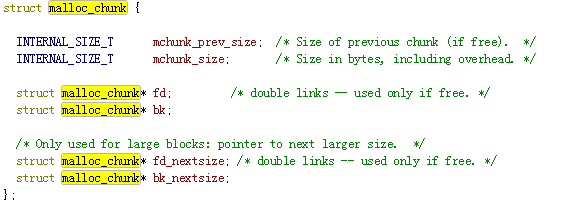 struct malloc_chunk {
INTERNAL_SIZE_T mchunk_prev_size; /* Size of previous chunk (if free). */
INTERNAL_SIZE_T mchunk_size; /* Size in bytes, including overhead. */
struct malloc_chunk* fd; /* double links -- used only if free. */
struct malloc_chunk* bk;
/* Only used for large blocks: pointer to next larger size. */
struct malloc_chunk* fd_nextsize; /* double links -- used only if free. */
struct malloc_chunk* bk_nextsize;
};